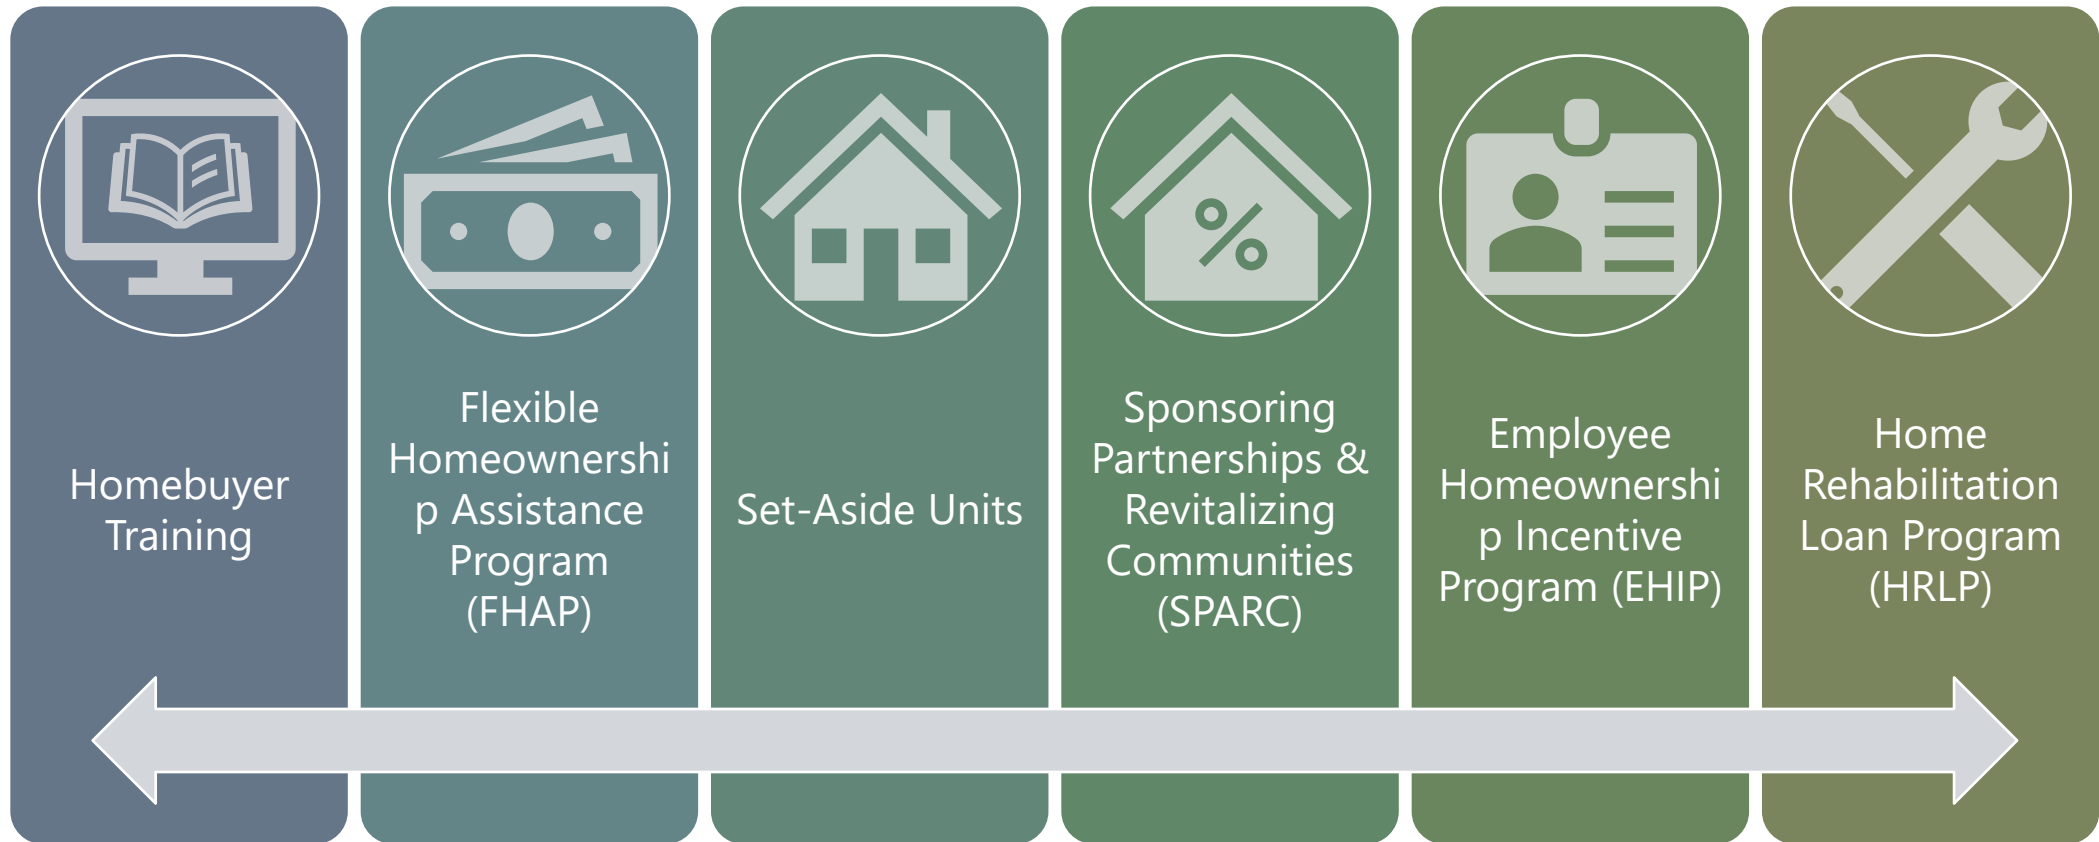 Homebuyer
Training
Flexible
Homeownershi
p Assistance
Program
(FHAP)
Set-Aside Units
Sponsoring
Partnerships &
Revitalizing
Communities
(SPARC)
Employee
Homeownershi
p Incentive
Program (EHIP)
Home
Rehabilitation
Loan Program
(HRLP)